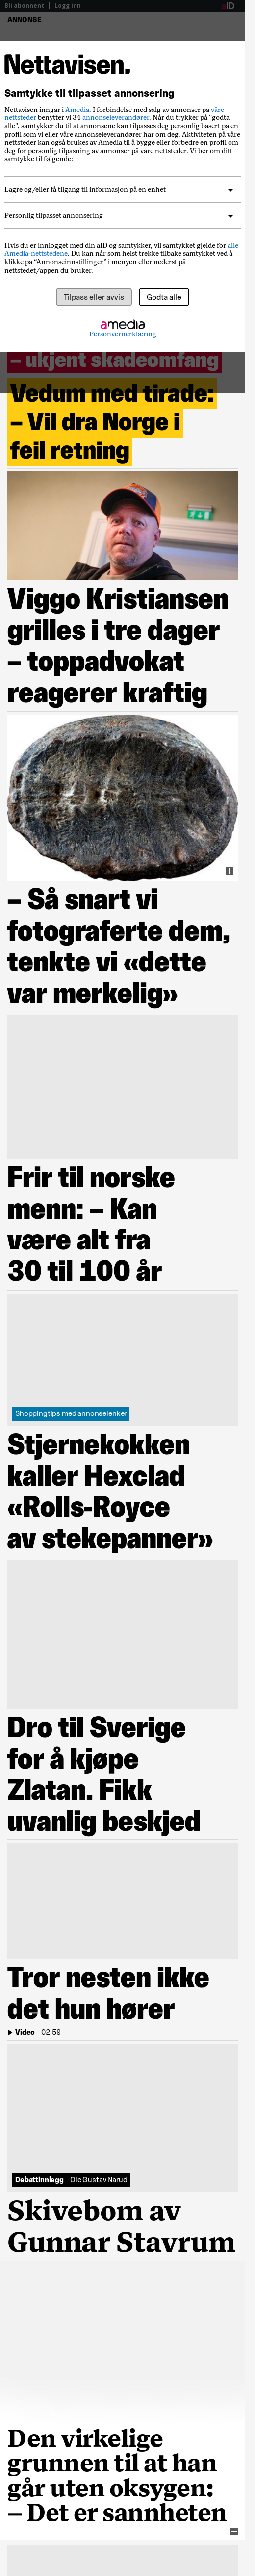 Bli abonnent | Logg inn
aID
ANNONSE
Nettavisen.
Samtykke til tilpasset annonsering
Nettavisen inngår i Amedia. I forbindelse med salg av annonser på våre
nettsteder benytter vi 34 annonseleverandører. Når du trykker på "godta
alle", samtykker du til at annonsene kan tilpasses deg personlig basert på en
profil som vi eller våre annonseleverandører har om deg. Aktiviteten på våre
nettsteder kan også brukes av Amedia til å bygge eller forbedre en profil om
deg for personlig tilpasning av annonser på våre nettsteder. Vi ber om ditt
samtykke til følgende:
Lagre og/eller få tilgang til informasjon på en enhet
Personlig tilpasset annonsering
Hvis du er innlogget med din aID og samtykker, vil samtykket gjelde for alle
Amedia-nettstedene. Du kan når som helst trekke tilbake samtykket ved å
klikke på “Annonseinnstillinger” i menyen eller nederst på
nettstedet/appen du bruker.
Tilpass eller avvis
Godta alle
amedia
Personvernerklæring
– ukjent skadeomfang
Vedum med tirade:
– Vil dra Norge i
feil retning
Viggo Kristiansen
grilles i tre dager
– toppadvokat
reagerer kraftig
– Så snart vi
fotograferte dem,
tenkte vi «dette
var merkelig»
Frir til norske
menn: – Kan
være alt fra
30 til 100 år
Shoppingtips med annonselenker
Stjernekokken
kaller Hexclad
«Rolls-Royce
av stekepanner»
Dro til Sverige
for å kjøpe
Zlatan. Fikk
uvanlig beskjed
Tror nesten ikke
det hun hører
Video | 02:59
Debattinnlegg | Ole Gustav Narud
Skivebom av
Gunnar Stavrum
Den virkelige
grunnen til at han
går uten oksygen:
– Det er sannheten